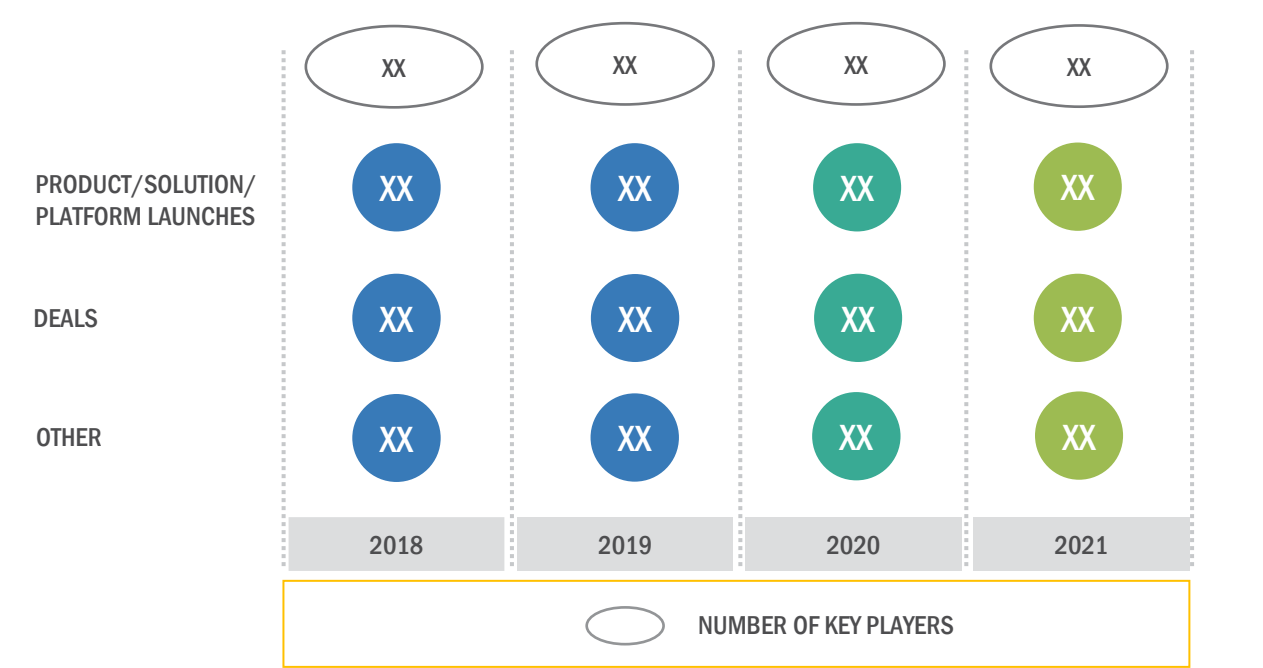 XX XX XX XX
PRODUCT/SOLUTION/
PLATFORM LAUNCHES
XX XX XX XX
DEALS
XX XX XX XX
OTHER
XX XX XX XX
2018 2019 2020 2021
NUMBER OF KEY PLAYERS